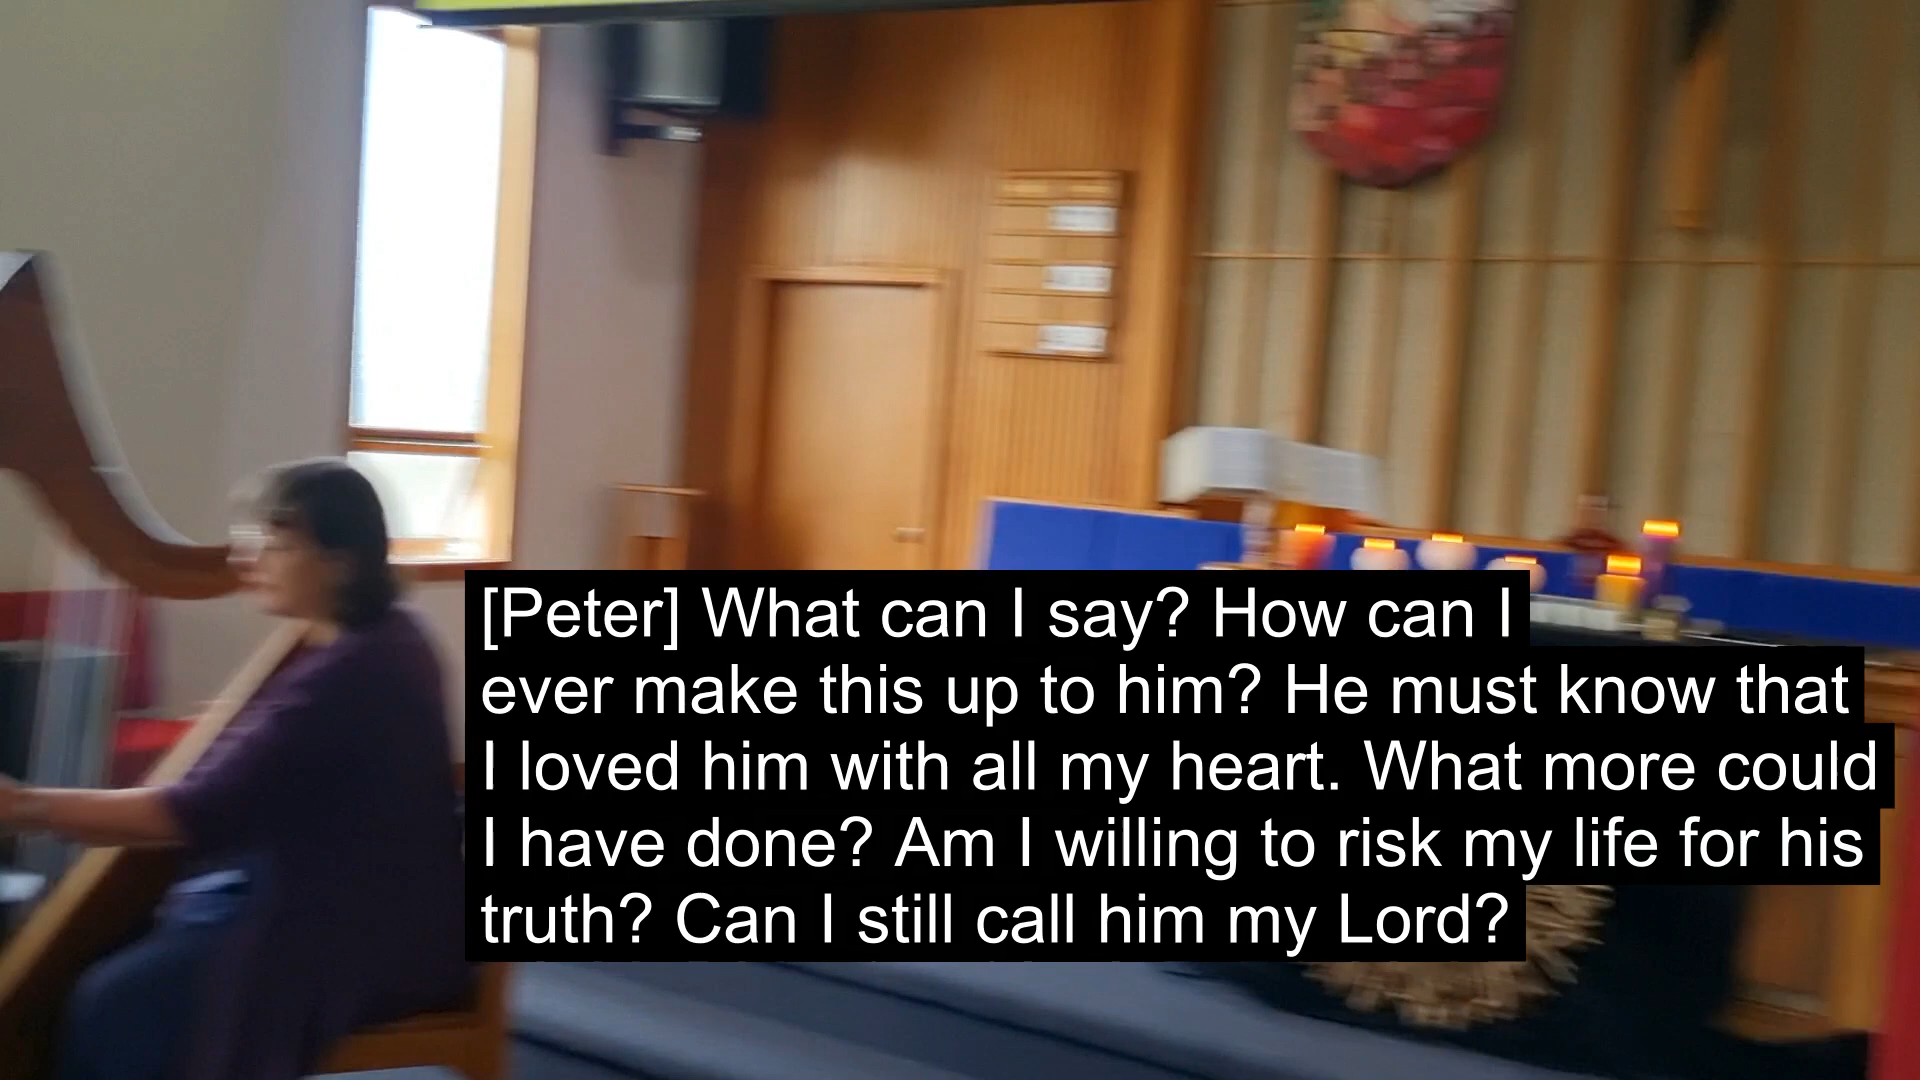 [Peter] What can I say? How can I
ever make this up to him? He must know that
I loved him with all my heart. What more could
I have done? Am I willing to risk my life for his
truth? Can I still call him my Lord?